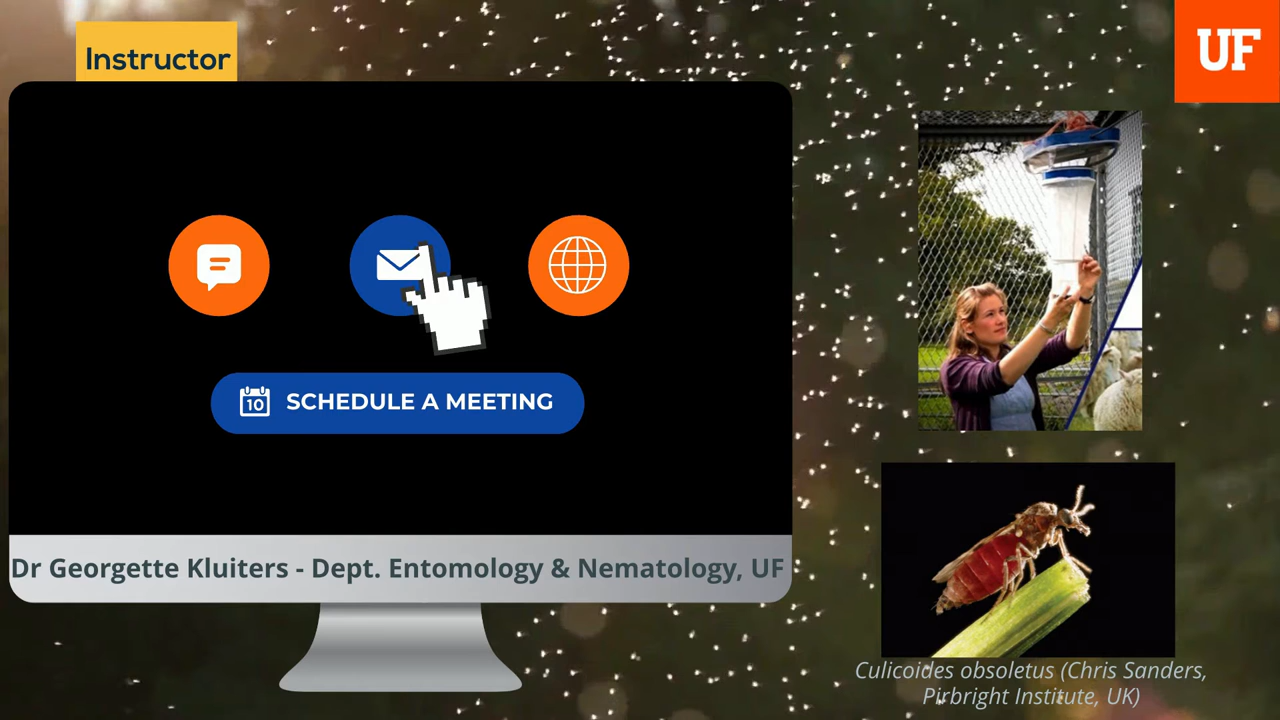 Instructor
UF
10 SCHEDULE A MEETING
Dr Georgette Kluiters - Dept. Entomology & Nematology, UF
Culicoides obsoletus (Chris Sanders,
Pirbright Institute, UK)